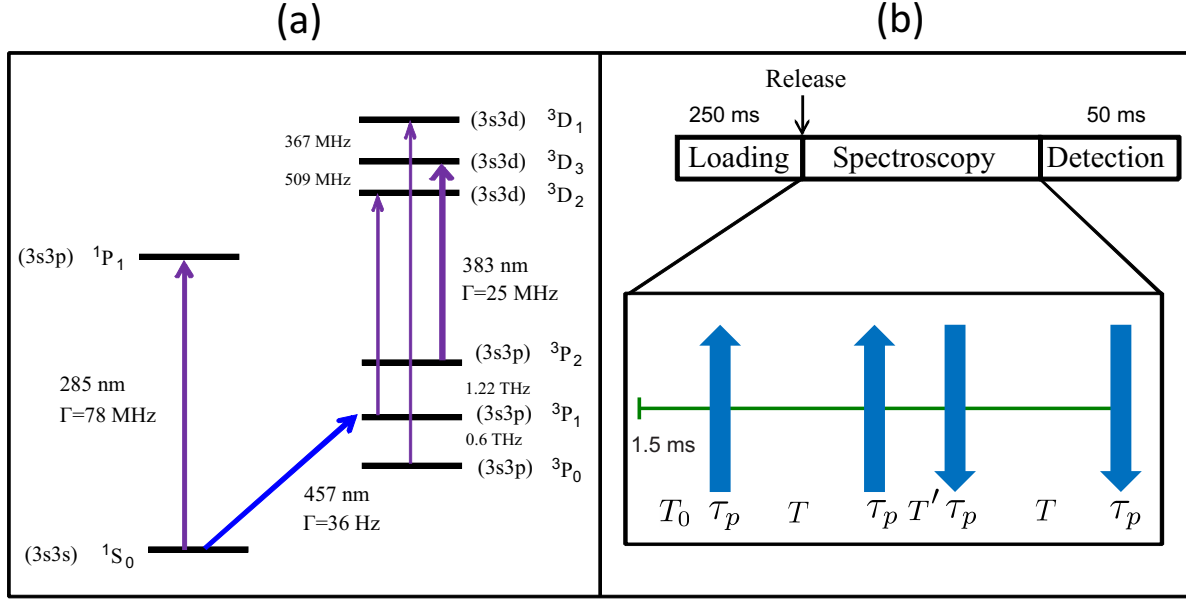 (a)
(3s3d) ³D₁
367 MHz
(3s3d) ³D₃
509 MHz
(3s3d) ³D₂
(3s3p) ¹P₁
383 nm
Γ=25 MHz
(3s3p) ³P₂
285 nm
Γ=78 MHz
1.22 THz
(3s3p) ³P₁
0.6 THz
(3s3p) ³P₀
457 nm
Γ=36 Hz
(3s3s) ¹S₀
(b)
Release
250 ms
50 ms
Loading Spectroscopy Detection
1.5 ms
T₀ τₚ T τₚ T′ τₚ T τₚ